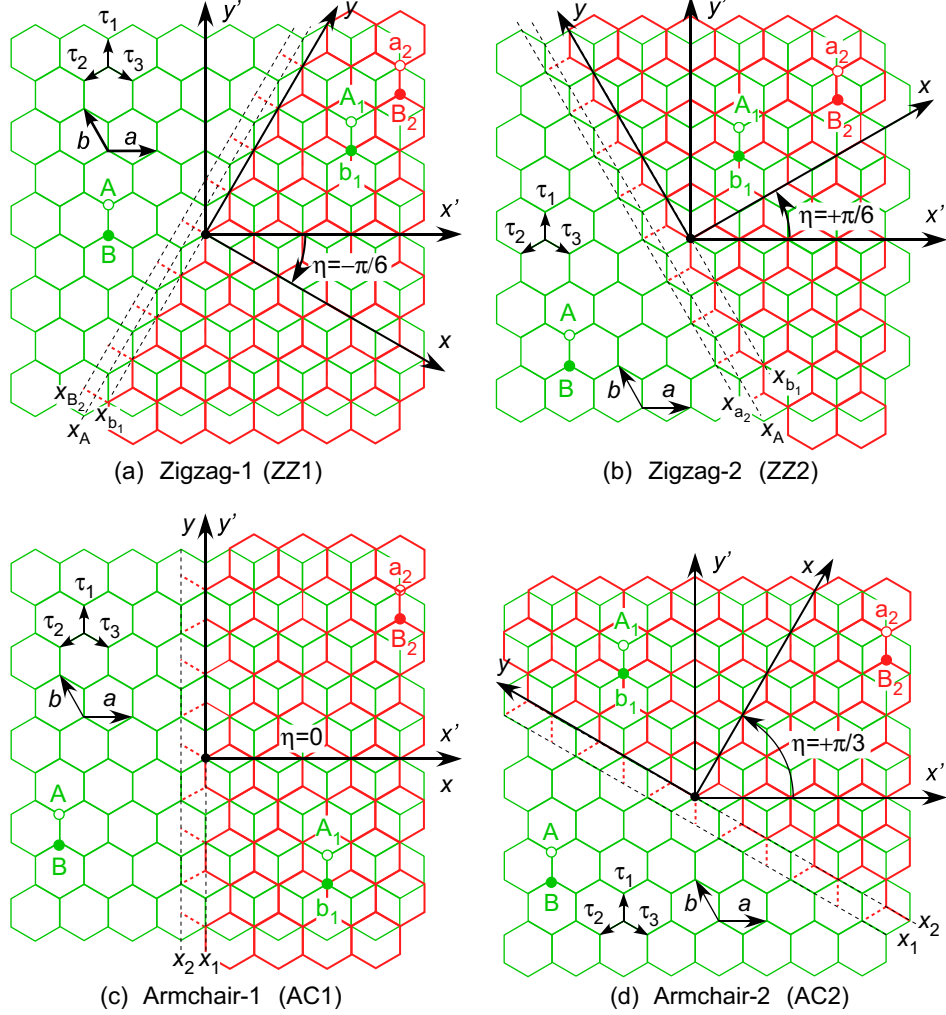 y' y
τ1
τ2 τ3
b a
A
B
a2
A1
B2
b1
x'
η=−π/6
x
xB2
xA
xb1
(a) Zigzag-1 (ZZ1)
y y'
a2
A1
B2
b1
x
η=+π/6
x'
τ1
τ2 τ3
A
B
b a
xb1
xa2
xA
(b) Zigzag-2 (ZZ2)
y y'
τ1
τ2 τ3
b a
a2
B2
η=0
x'
x
A
B
A1
b1
x2 x1
(c) Armchair-1 (AC1)
y'
x
A1
b1
a2
B2
y
η=+π/3
x'
A
B
τ1
τ2 τ3
b a
x2
x1
(d) Armchair-2 (AC2)